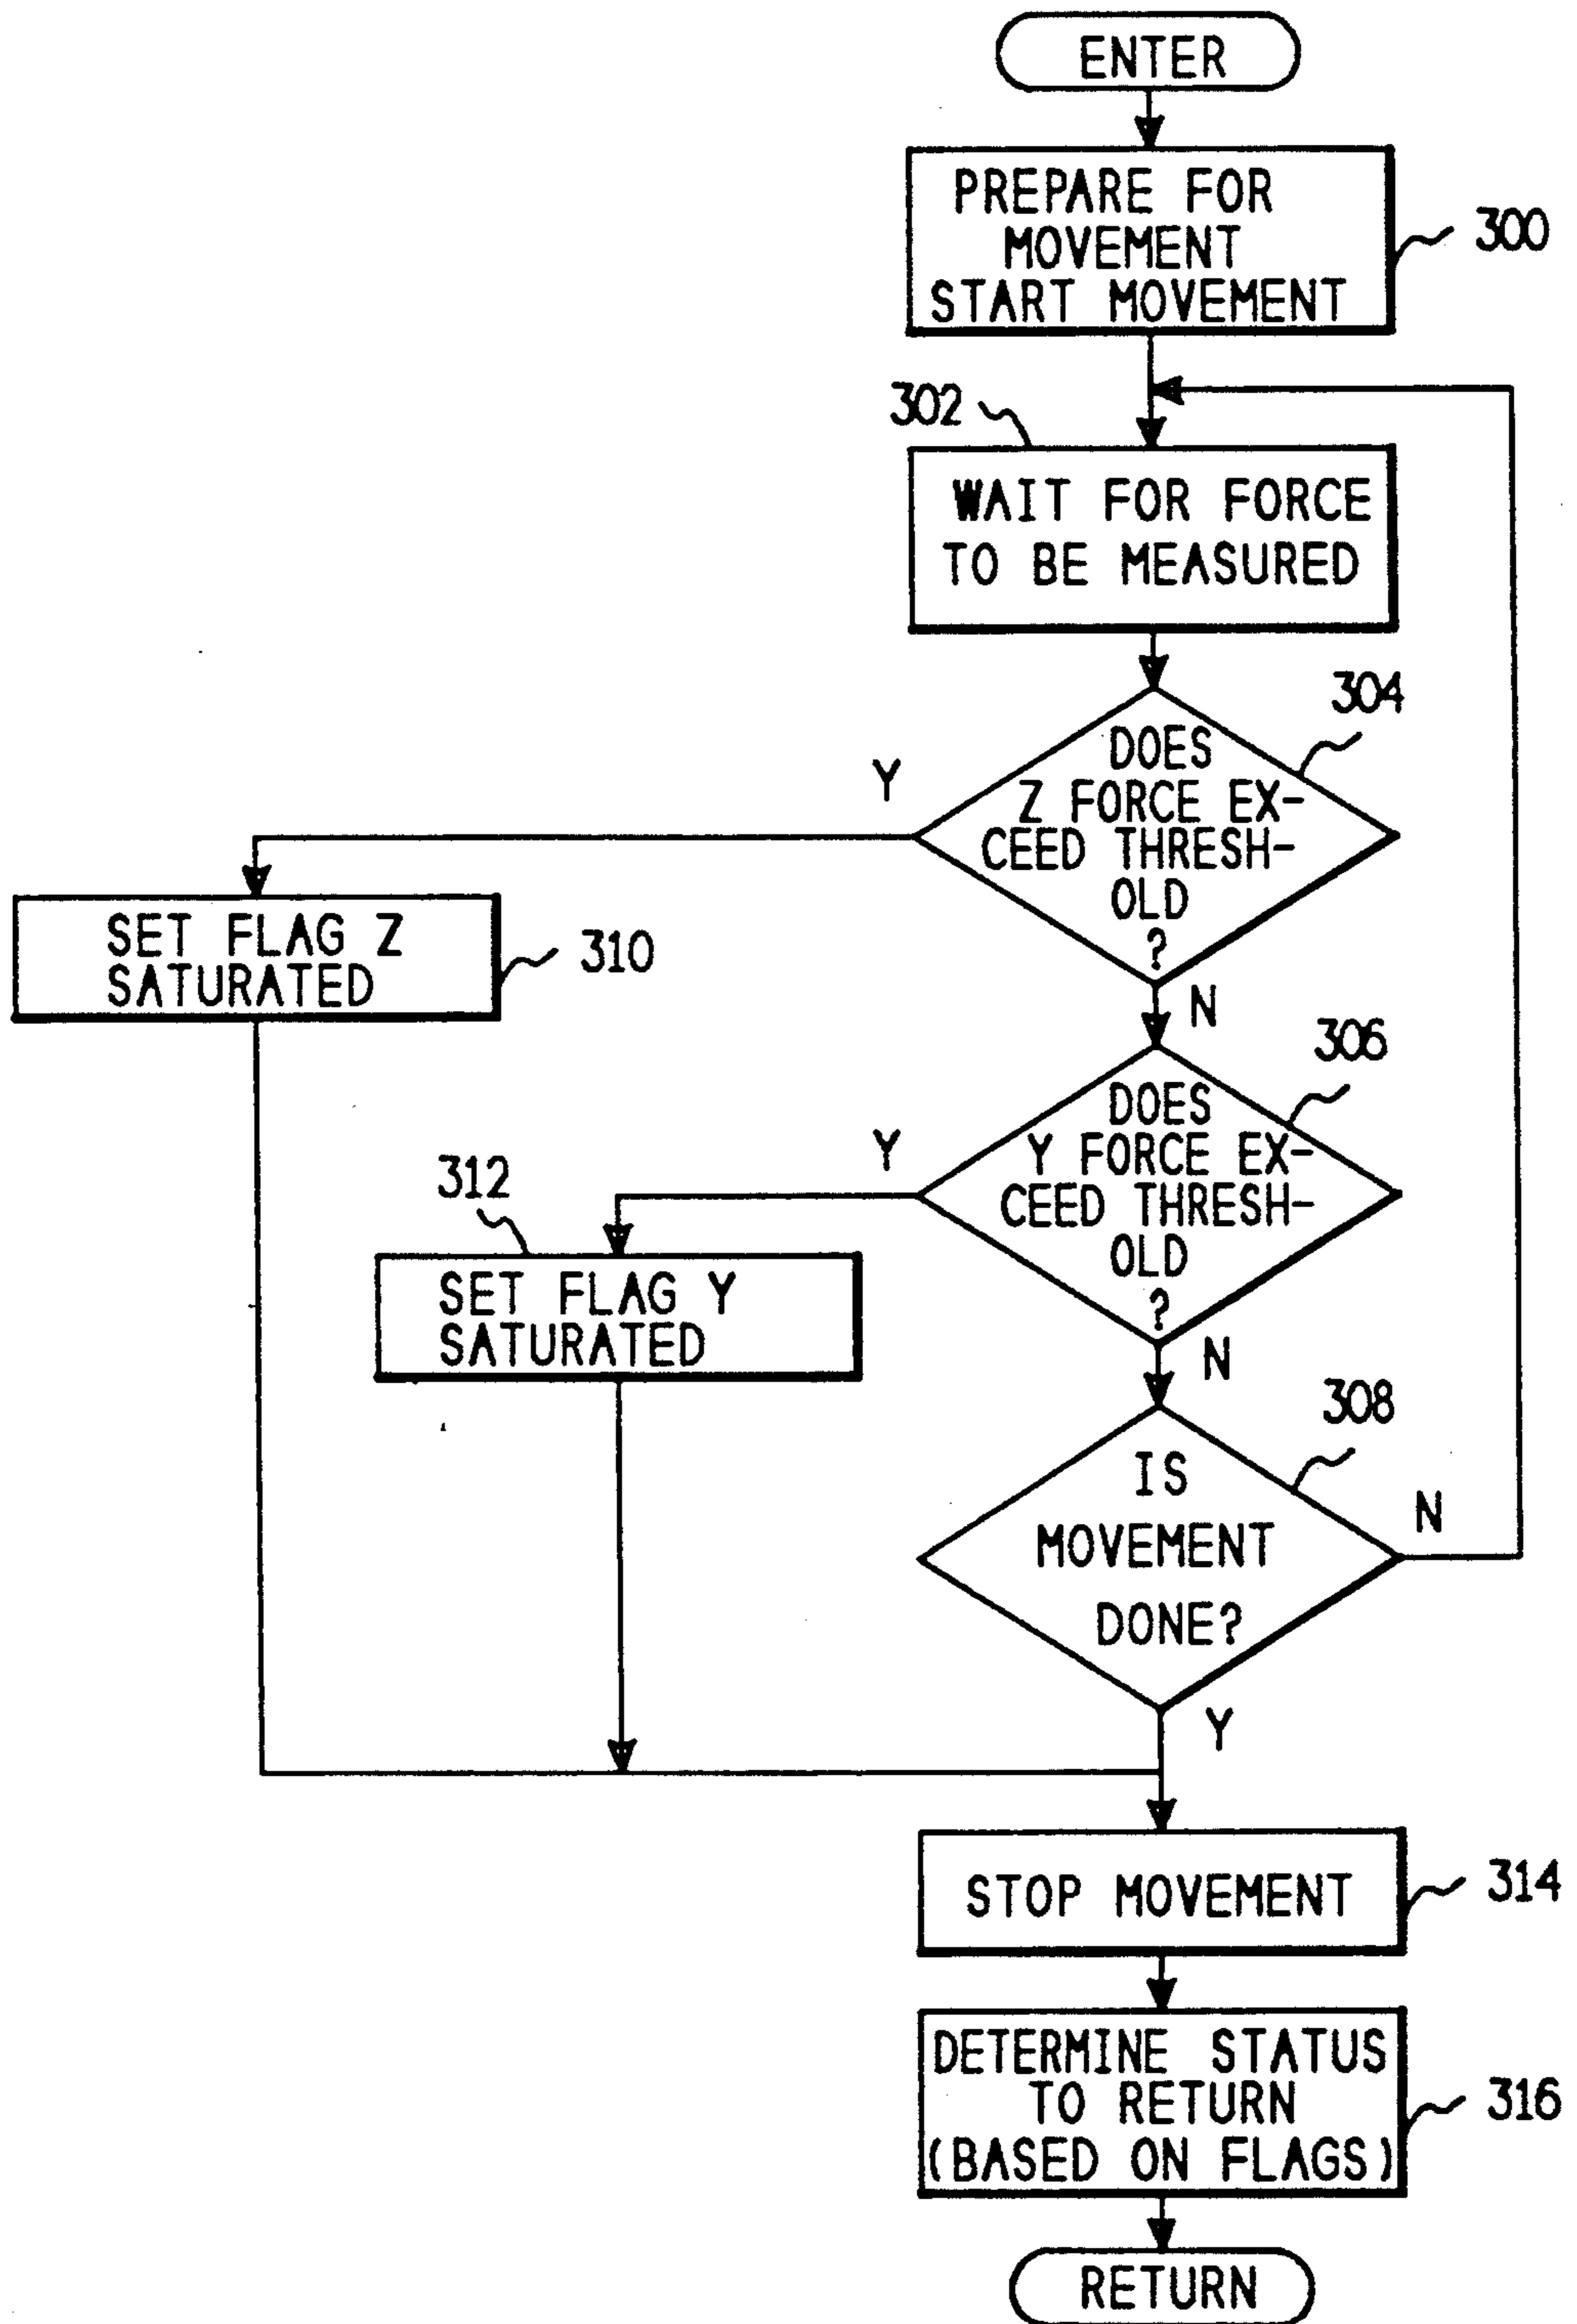 ENTER
PREPARE FOR
MOVEMENT
START MOVEMENT
300
302
WAIT FOR FORCE
TO BE MEASURED
304
DOES
Z FORCE EX-
CEED THRESH-
OLD
?
Y
N
SET FLAG Z
SATURATED
310
306
DOES
Y FORCE EX-
CEED THRESH-
OLD
?
Y
N
312
SET FLAG Y
SATURATED
308
IS
MOVEMENT
DONE?
N
Y
STOP MOVEMENT
314
DETERMINE STATUS
TO RETURN
(BASED ON FLAGS)
316
RETURN